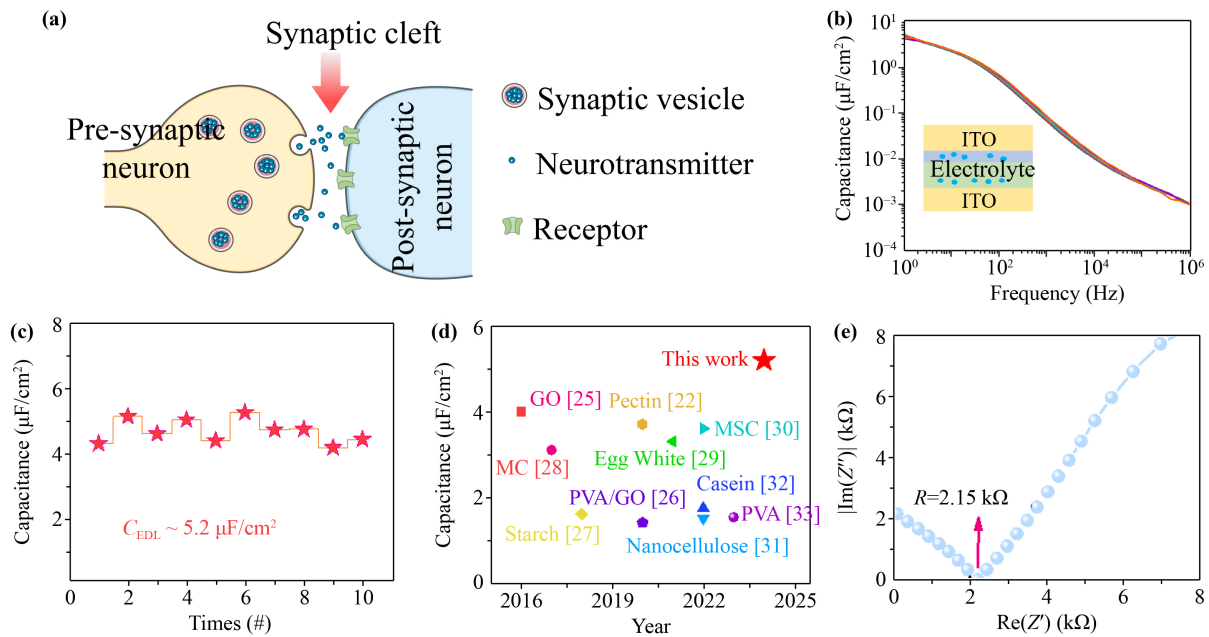 (a)
Synaptic cleft
Pre-synaptic
neuron
Post-synaptic
neuron
Synaptic vesicle
Neurotransmitter
Receptor
(b)
Capacitance (μF/cm²)
10¹
10⁰
10⁻¹
10⁻²
10⁻³
10⁻⁴
ITO
Electrolyte
ITO
10⁰ 10² 10⁴ 10⁶
Frequency (Hz)
(c)
Capacitance (μF/cm²)
8
6
4
2
C_EDL ~ 5.2 μF/cm²
0 2 4 6 8 10
Times (#)
(d)
Capacitance (μF/cm²)
6
4
2
0
This work
GO [25]
Pectin [22]
MSC [30]
MC [28]
Egg White [29]
Casein [32]
PVA/GO [26]
PVA [33]
Starch [27]
Nanocellulose [31]
2016 2019 2022 2025
Year
(e)
|Im(Z″)| (kΩ)
8
6
4
2
0
R=2.15 kΩ
0 2 4 6 8
Re(Z′) (kΩ)